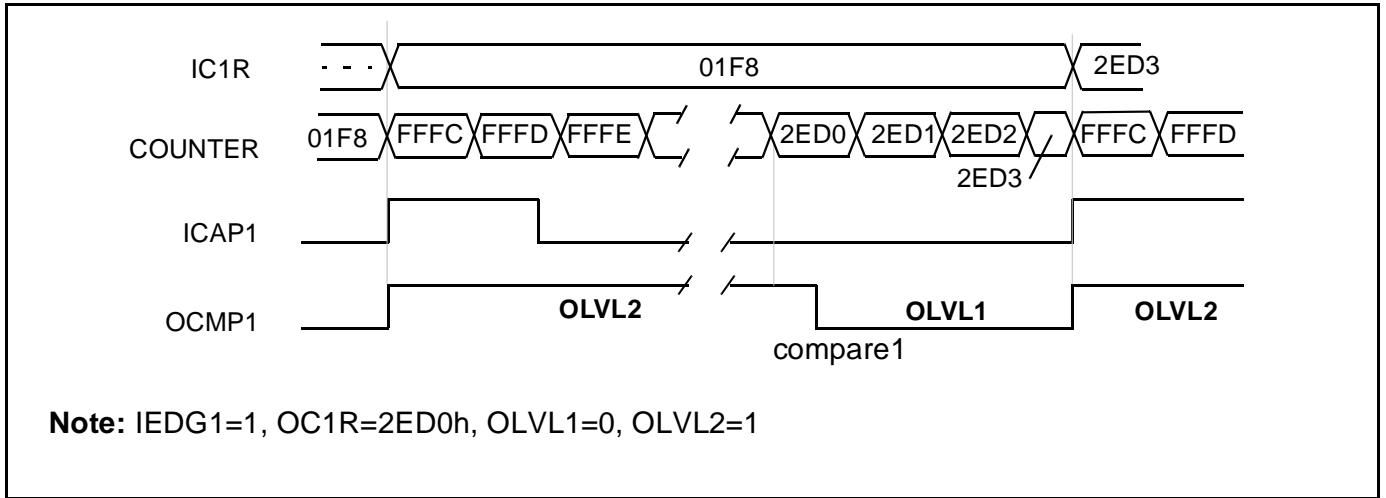 IC1R
01F8
2ED3
COUNTER
01F8 FFFC FFFD FFFE 2ED0 2ED1 2ED2 FFFC FFFD
2ED3
ICAP1
OCMP1
OLVL2
OLVL1
OLVL2
compare1
Note: IEDG1=1, OC1R=2ED0h, OLVL1=0, OLVL2=1